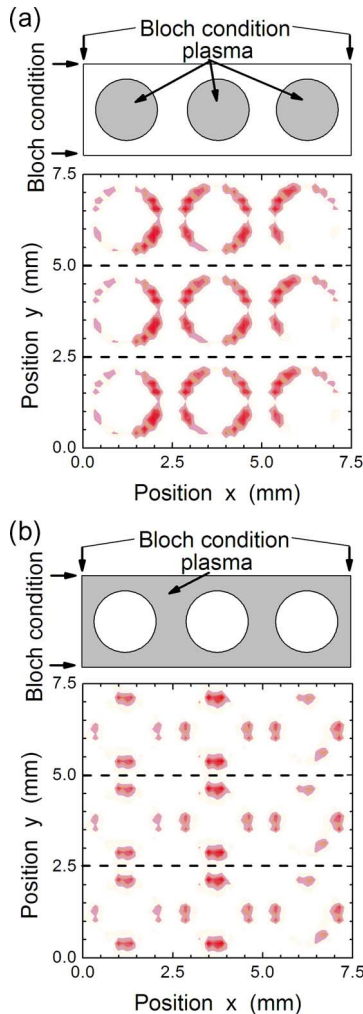 (a)
Bloch condition
plasma
Bloch condition
7.5
5.0
2.5
0.0
Position y (mm)
0.0 2.5 5.0 7.5
Position x (mm)
(b)
Bloch condition
plasma
Bloch condition
7.5
5.0
2.5
0.0
Position y (mm)
0.0 2.5 5.0 7.5
Position x (mm)